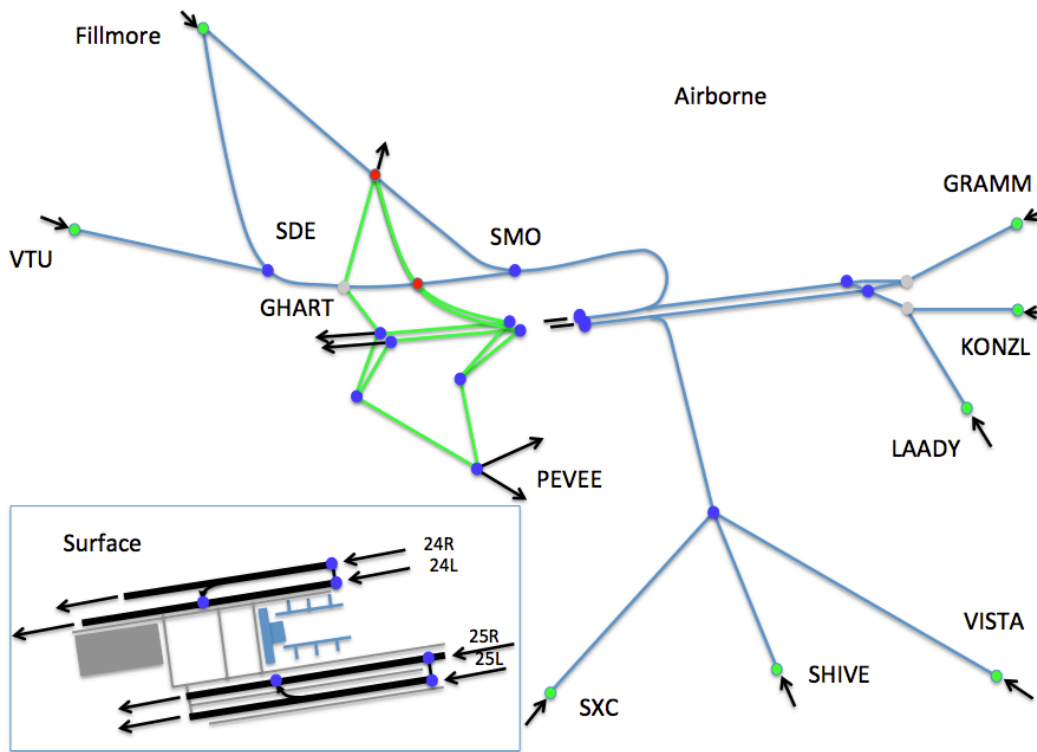 Fillmore
Airborne
GRAMM
VTU
SDE
SMO
GHART
KONZL
LAADY
PEVEE
Surface
24R
24L
25R
25L
VISTA
SHIVE
SXC